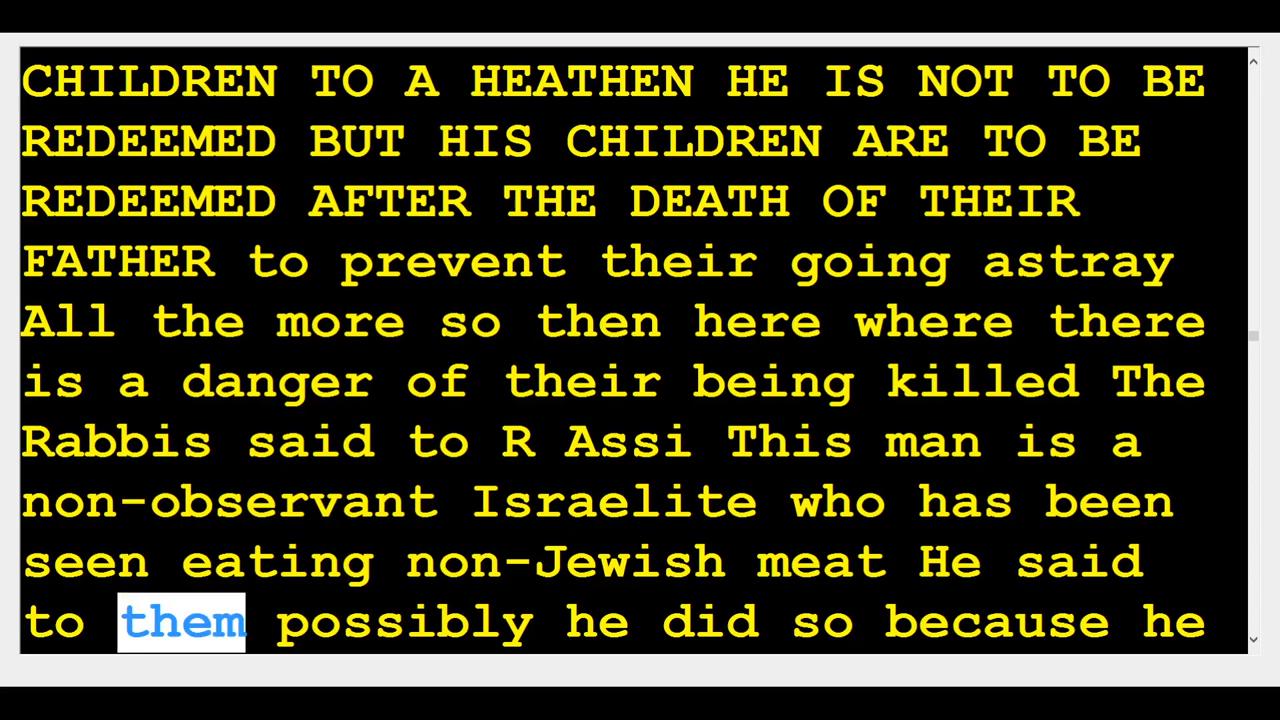 CHILDREN TO A HEATHEN HE IS NOT TO BE
REDEEMED BUT HIS CHILDREN ARE TO BE
REDEEMED AFTER THE DEATH OF THEIR
FATHER to prevent their going astray
All the more so then here where there
is a danger of their being killed The
Rabbis said to R Assi This man is a
non-observant Israelite who has been
seen eating non-Jewish meat He said
to them possibly he did so because he